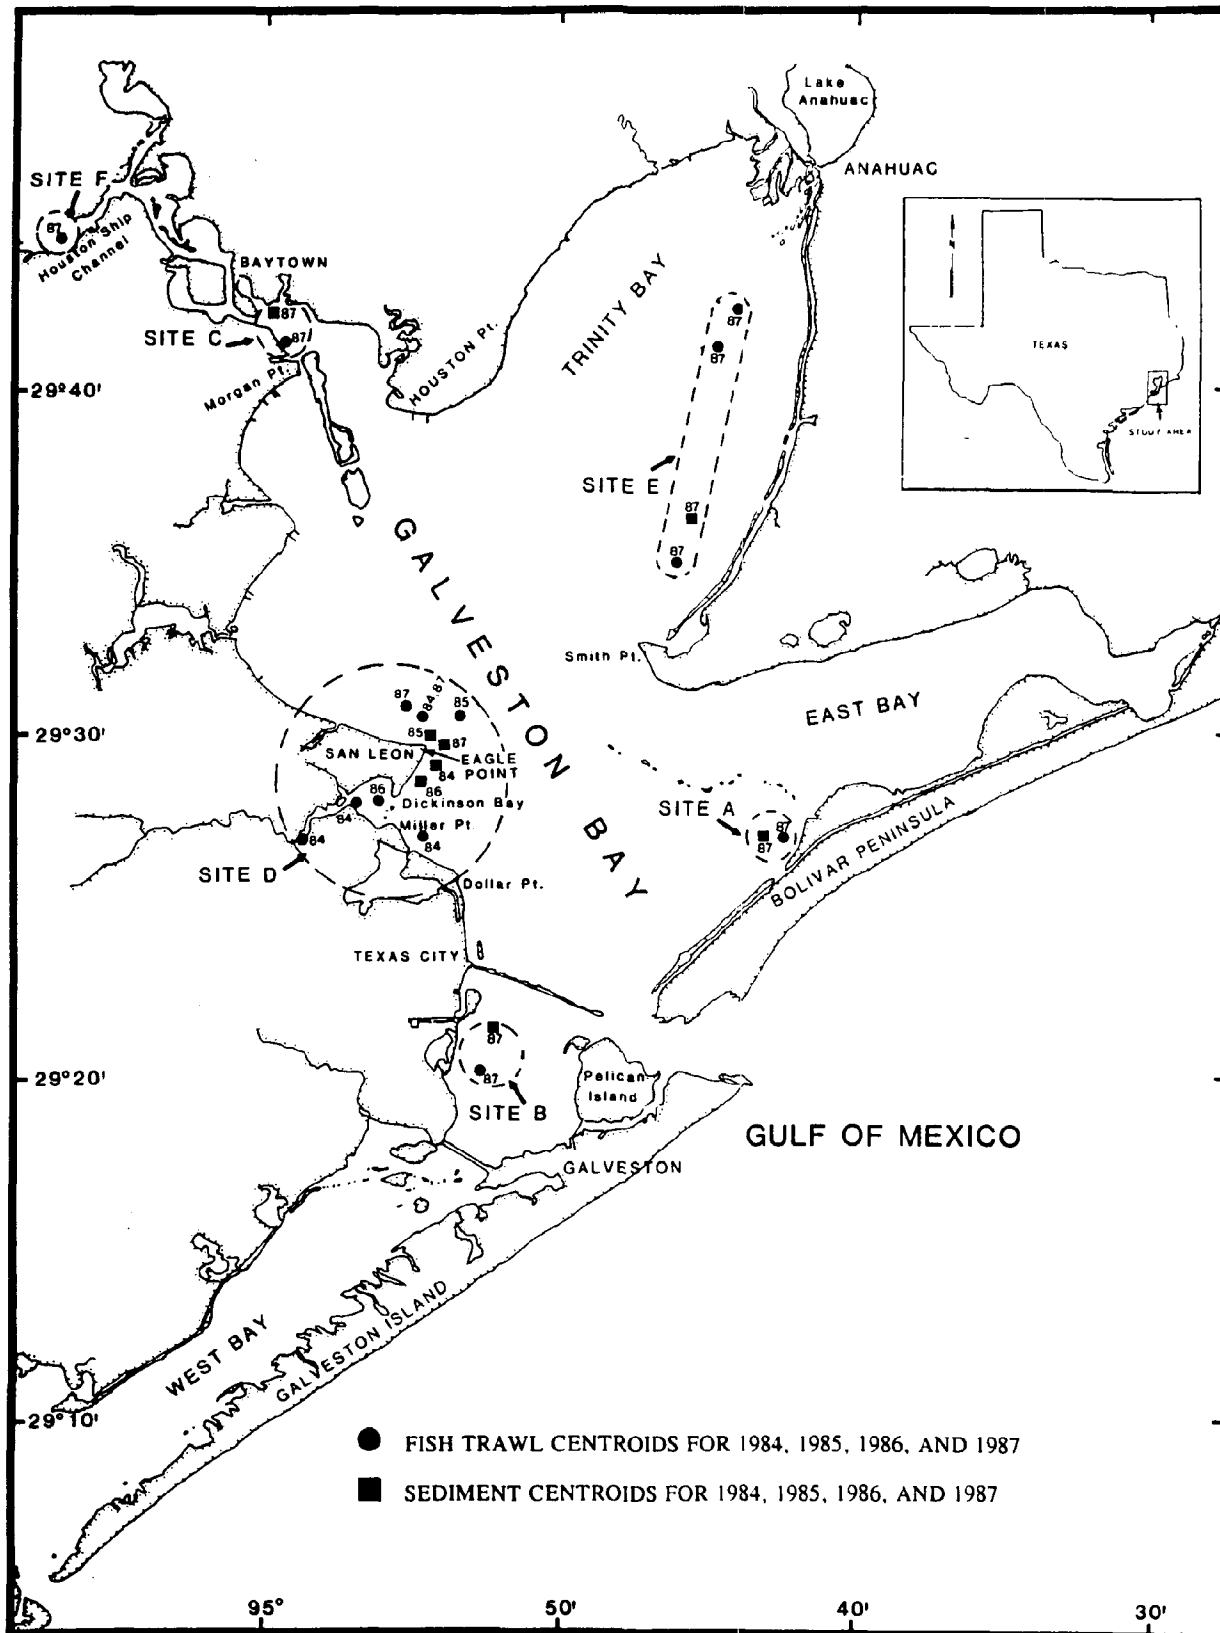 Lake
Anahuac
ANAHUAC
SITE F
87
Houston Ship
Channel
BAYTOWN
87
SITE C
87
Morgan Pt.
HOUSTON Pt.
TRINITY BAY
87
87
SITE E
87
87
TEXAS
STUDY AREA
29º40'
GALVESTON BAY
Smith Pt.
EAST BAY
87
84,87
85
29°30'
85
87
SAN LEON
EAGLE
POINT
84
86
86
84
Dickinson Bay
Miller Pt.
84
84
SITE D
Dollar Pt.
SITE A
87
87
BOLIVAR PENINSULA
TEXAS CITY
87
87
SITE B
29°20'
Pelican
Island
GULF OF MEXICO
GALVESTON
WEST BAY
GALVESTON ISLAND
29°10'
FISH TRAWL CENTROIDS FOR 1984, 1985, 1986, AND 1987
SEDIMENT CENTROIDS FOR 1984, 1985, 1986, AND 1987
95°
50'
40'
30'